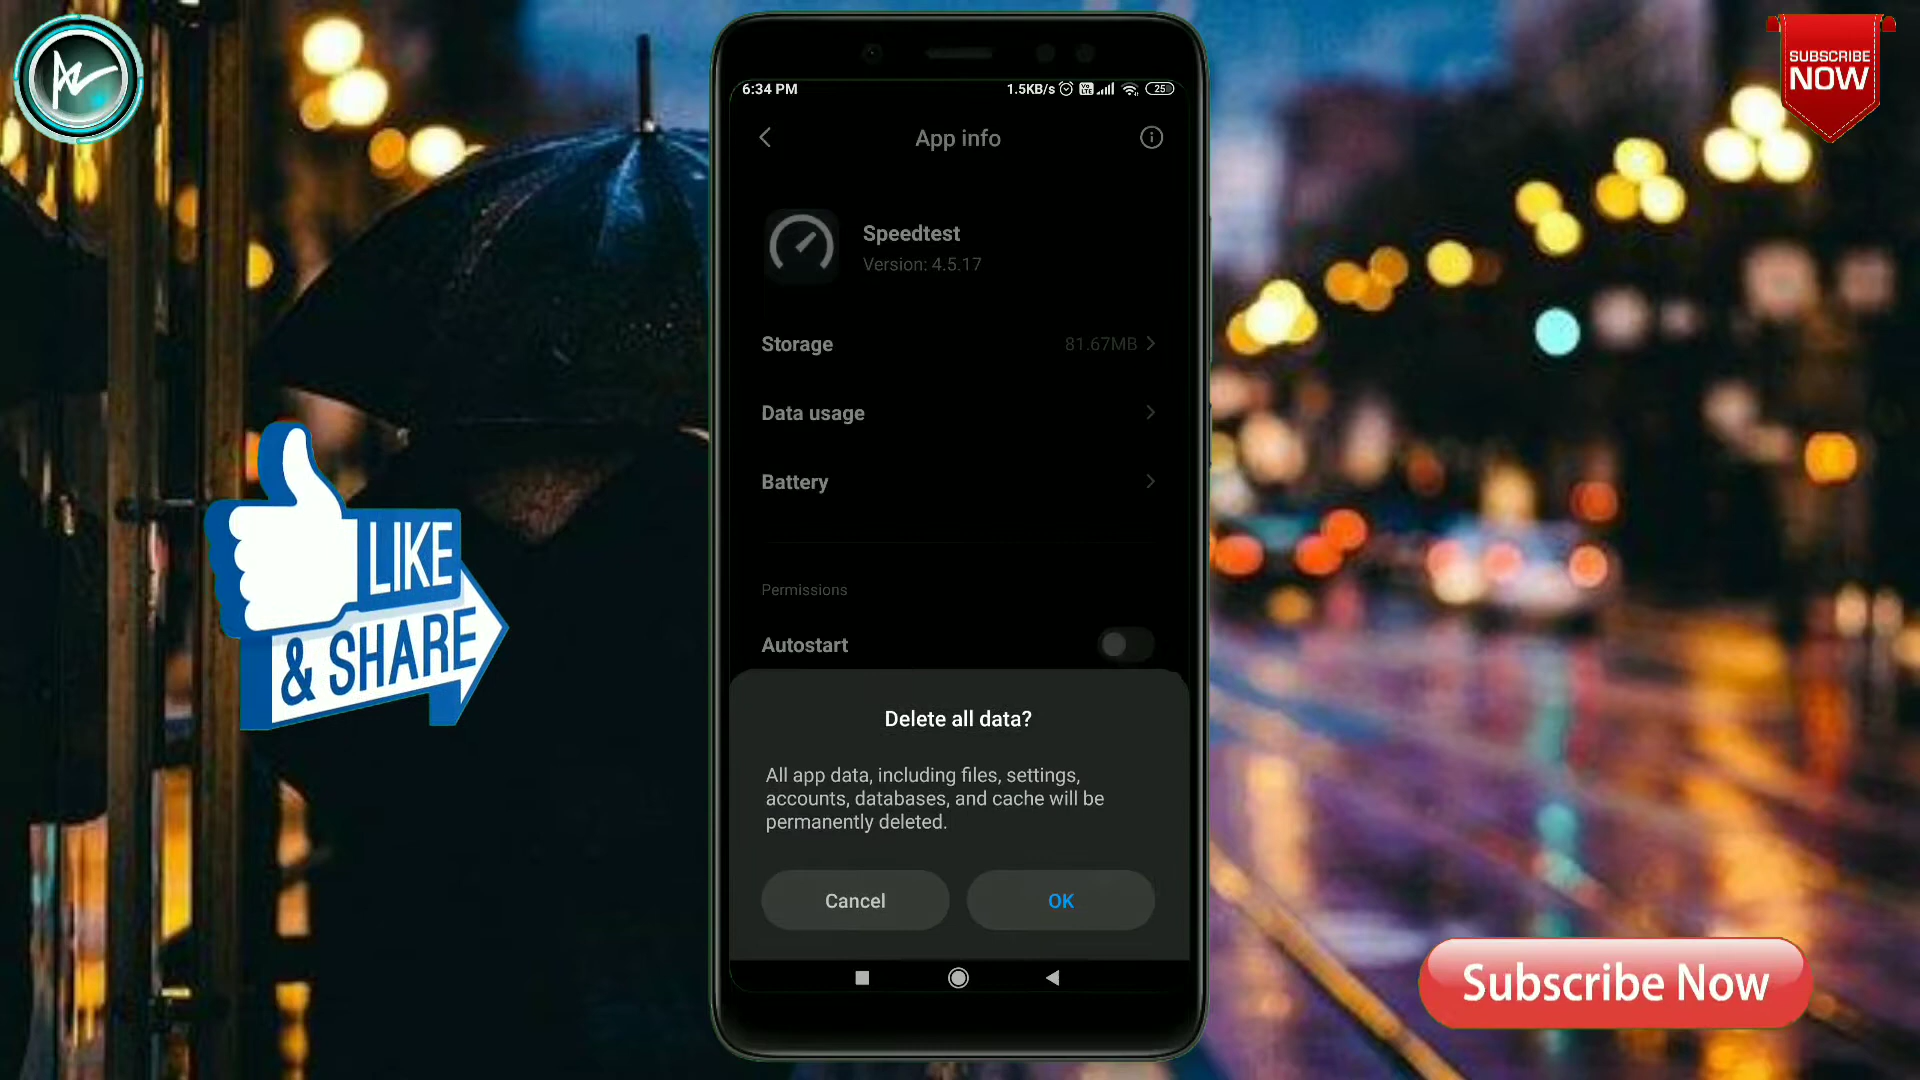 SUBSCRIBE
NOW
6:34 PM
1.5KB/s
25
App info
Speedtest
Version: 4.5.17
Storage
81.67MB
Data usage
Battery
Permissions
Autostart
Delete all data?
All app data, including files, settings,
accounts, databases, and cache will be
permanently deleted.
Cancel
OK
LIKE
& SHARE
Subscribe Now